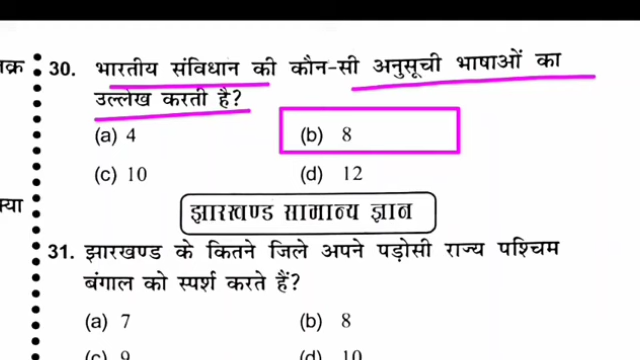 तक्र
30. भारतीय संविधान की कौन-सी अनुसूची भाषाओं का
उल्लेख करती है?
(a) 4 (b) 8
(c) 10 (d) 12
स्या
झारखण्ड सामान्य ज्ञान
31. झारखण्ड के कितने जिले अपने पड़ोसी राज्य पश्चिम
बंगाल को स्पर्श करते हैं?
(a) 7 (b) 8
(c) 9 (d) 10